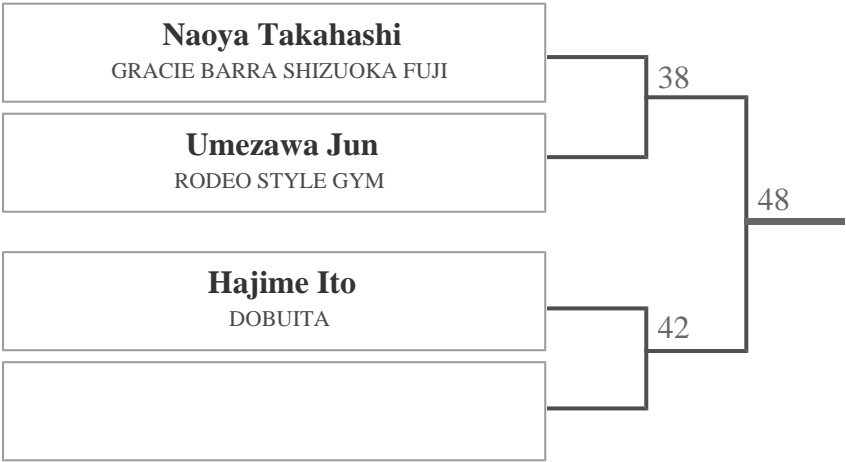 Naoya Takahashi
GRACIE BARRA SHIZUOKA FUJI
38
Umezawa Jun
RODEO STYLE GYM
48
Hajime Ito
DOBUITA
42